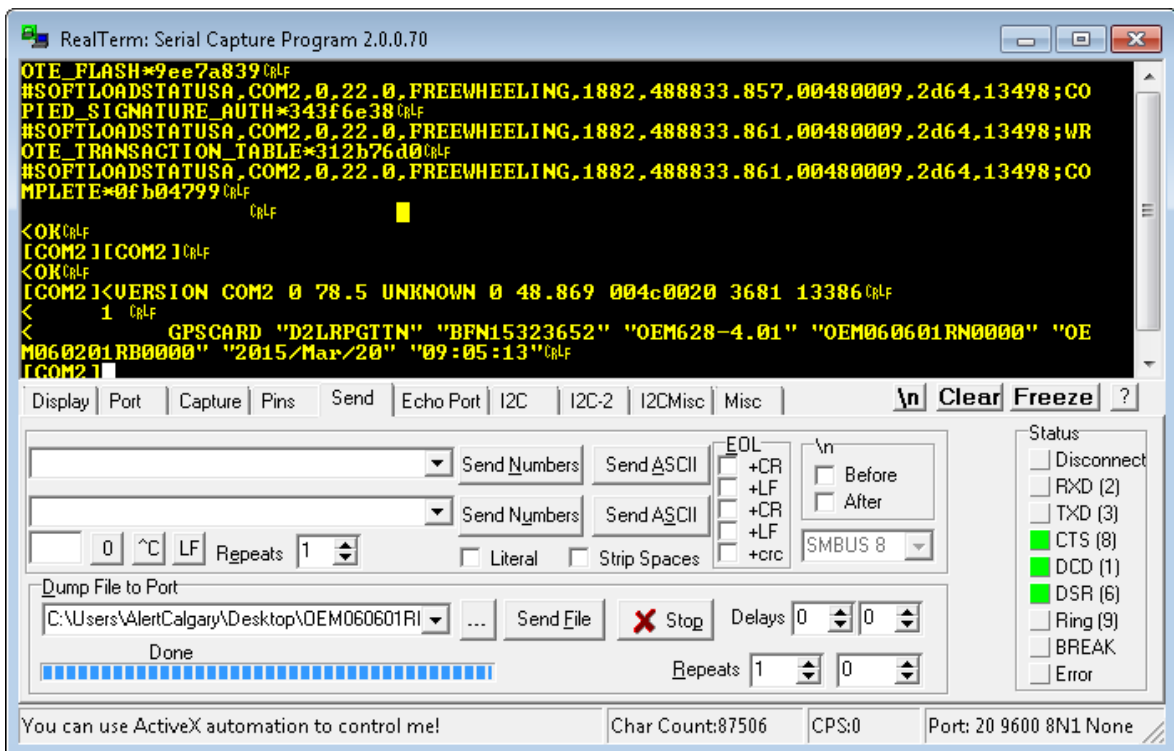 RealTerm: Serial Capture Program 2.0.0.70
OTE_FLASH*9ee7a839CRLF
#SOFTLOADSTATUSA,COM2,0,22.0,FREEWHEELING,1882,488833.857,00480009,2d64,13498;CO
PIED_SIGNATURE_AUTH*343f6e38CRLF
#SOFTLOADSTATUSA,COM2,0,22.0,FREEWHEELING,1882,488833.861,00480009,2d64,13498;WR
OTE_TRANSACTION_TABLE*312b76d0CRLF
#SOFTLOADSTATUSA,COM2,0,22.0,FREEWHEELING,1882,488833.861,00480009,2d64,13498;CO
MPLETE*0fb04799CRLF
CRLF
<OKCRLF
[COM2][COM2]CRLF
<OKCRLF
[COM2]<VERSION COM2 0 78.5 UNKNOWN 0 48.869 004c0020 3681 13386CRLF
< 1 CRLF
< GPSCARD "D2LRPGTTN" "BFN15323652" "OEM628-4.01" "OEM060601RN0000" "OE
M060201RB0000" "2015/Mar/20" "09:05:13"CRLF
[COM2]
Display Port Capture Pins Send Echo Port I2C I2C-2 I2CMisc Misc \n Clear Freeze ?
Send Numbers Send ASCII
Send Numbers Send ASCII
0 ^C LF Repeats 1
Literal Strip Spaces
EOL
+CR
+LF
+CR
+LF
+crc
\n
Before
After
SMBUS 8
Dump File to Port
C:\Users\AlertCalgary\Desktop\OEM060601RI ... Send File Stop Delays 0 0
Done
Repeats 1 0
Status
Disconnect
RXD (2)
TXD (3)
CTS (8)
DCD (1)
DSR (6)
Ring (9)
BREAK
Error
You can use ActiveX automation to control me! Char Count:87506 CPS:0 Port: 20 9600 8N1 None